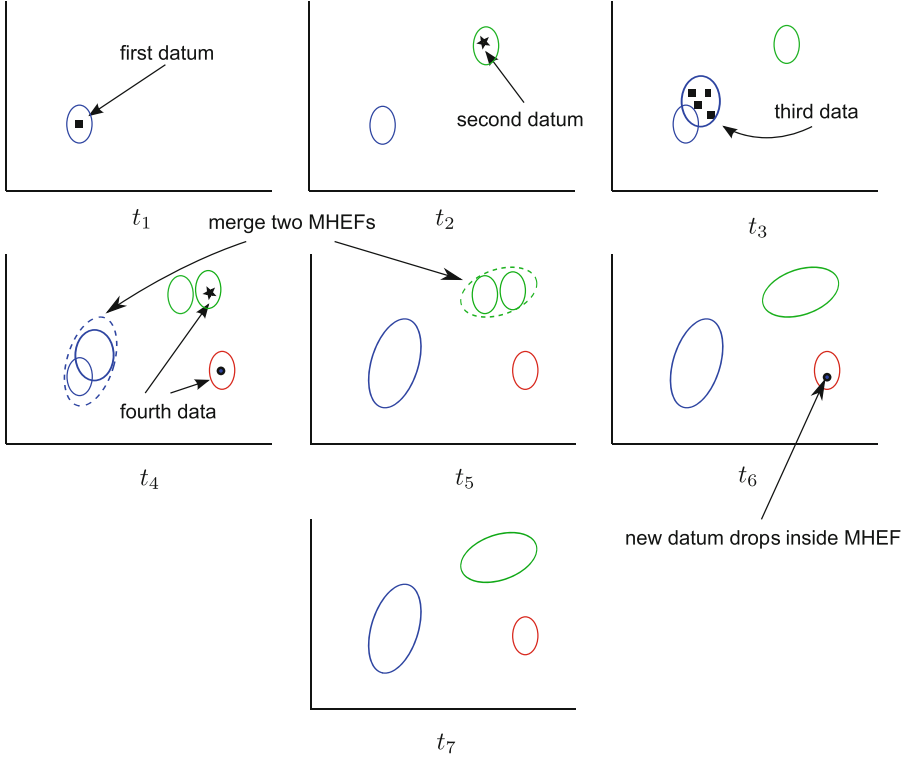 first datum
t1
second datum
t2
third data
t3
merge two MHEFs
fourth data
t4
t5
t6
new datum drops inside MHEF
t7